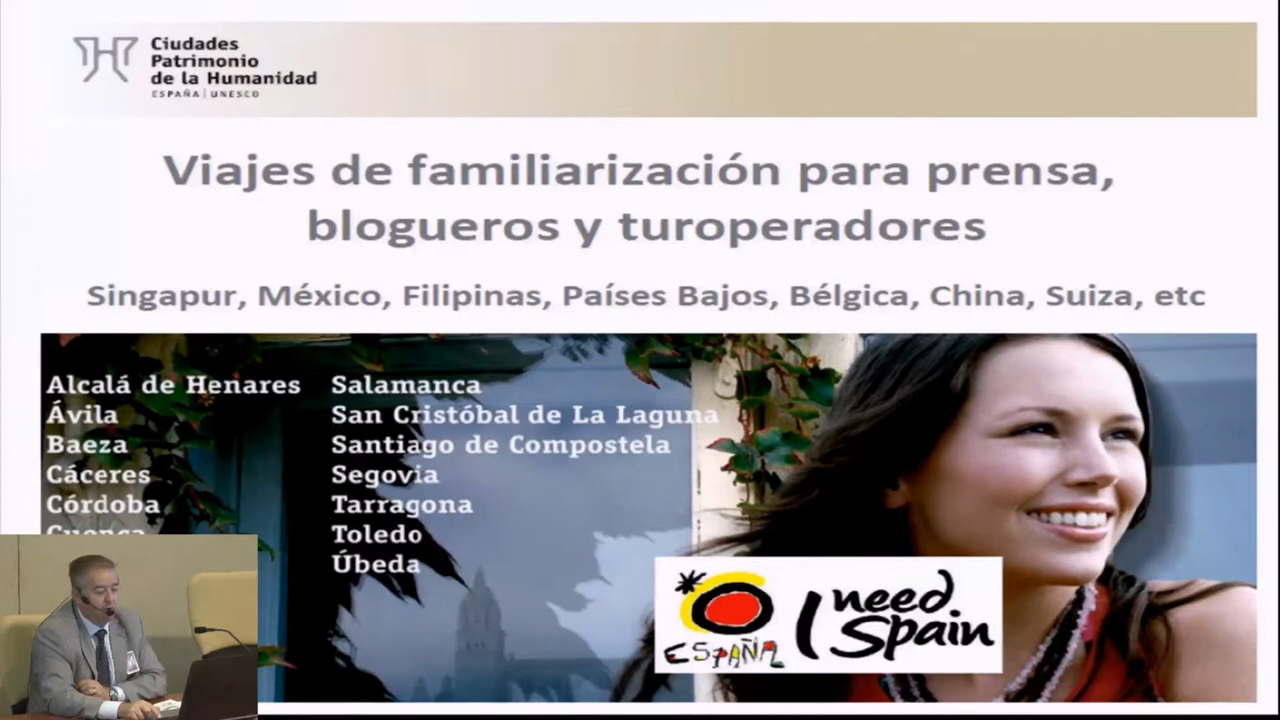 Ciudades
Patrimonio
de la Humanidad
ESPAÑA | UNESCO
Viajes de familiarización para prensa,
blogueros y turoperadores
Singapur, México, Filipinas, Países Bajos, Bélgica, China, Suiza, etc
Alcalá de Henares
Ávila
Baeza
Cáceres
Córdoba
Cuenca
Salamanca
San Cristóbal de La Laguna
Santiago de Compostela
Segovia
Tarragona
Toledo
Úbeda
ESPAÑA
I need
Spain